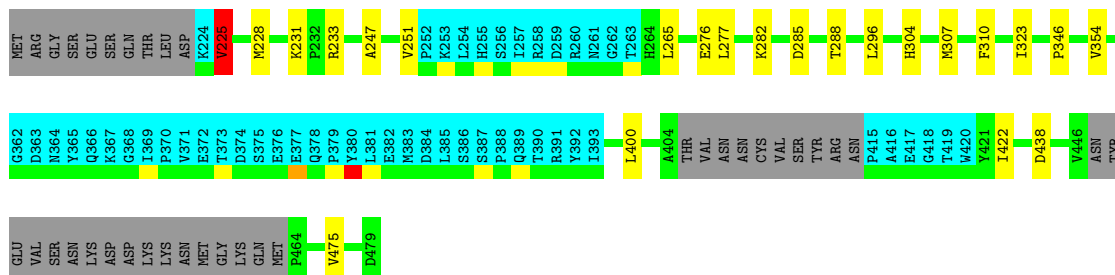 MET ARG GLY SER GLU SER GLN THR LEU ASP K224 V225 M228 K231 P232 R233 A247 V251 P252 K253 L254 H255 S256 I257 R258 D259 R260 N261 G262 T263 H264 L265 E276 L277 K282 D285 T288 L296 H304 M307 F310 I323 P346 V354
G362 D363 N364 Y365 Q366 K367 G368 I369 P370 V371 E372 T373 D374 S375 E376 E377 Q378 P379 Y380 L381 E382 M383 D384 L385 S386 S387 P388 Q389 T390 R391 Y392 I393 L400 A404 THR VAL ASN ASN CYS VAL SER TYR ARG ASN P415 A416 E417 G418 T419 W420 Y421 I422 D438 V446 ASN TYR
GLU VAL SER ASN LYS ASP ASP LYS LYS ASN MET GLY LYS GLN MET P464 V475 D479